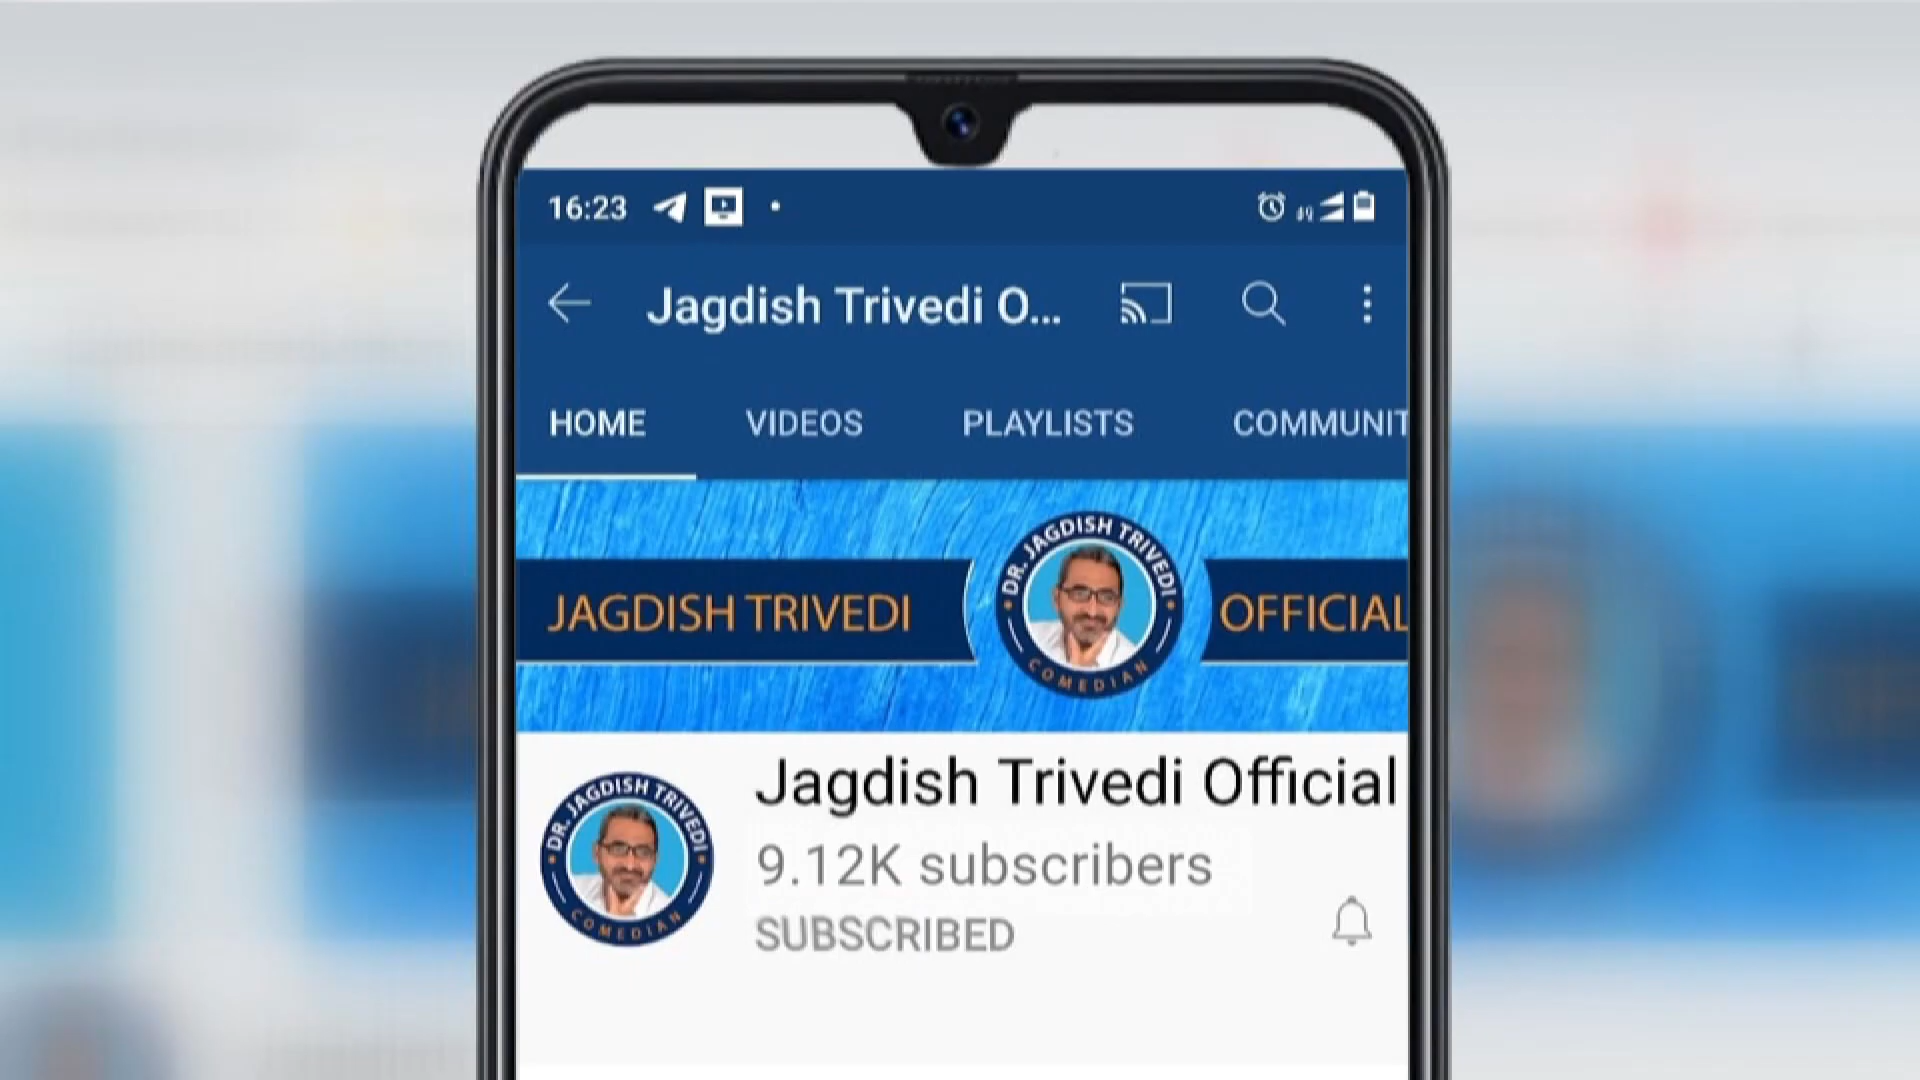 16:23
Jagdish Trivedi O...
HOME VIDEOS PLAYLISTS COMMUNIT
JAGDISH TRIVEDI
DR. JAGDISH TRIVEDI
COMEDIAN
OFFICIAL
DR. JAGDISH TRIVEDI
COMEDIAN
Jagdish Trivedi Official
9.12K subscribers
SUBSCRIBED